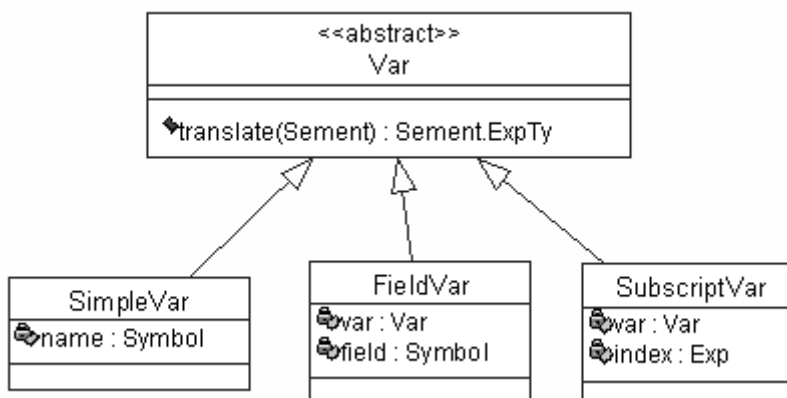 <<abstract>>
Var
translate(Sement) : Sement.ExpTy
SimpleVar
name : Symbol
FieldVar
var : Var
field : Symbol
SubscriptVar
var : Var
index : Exp